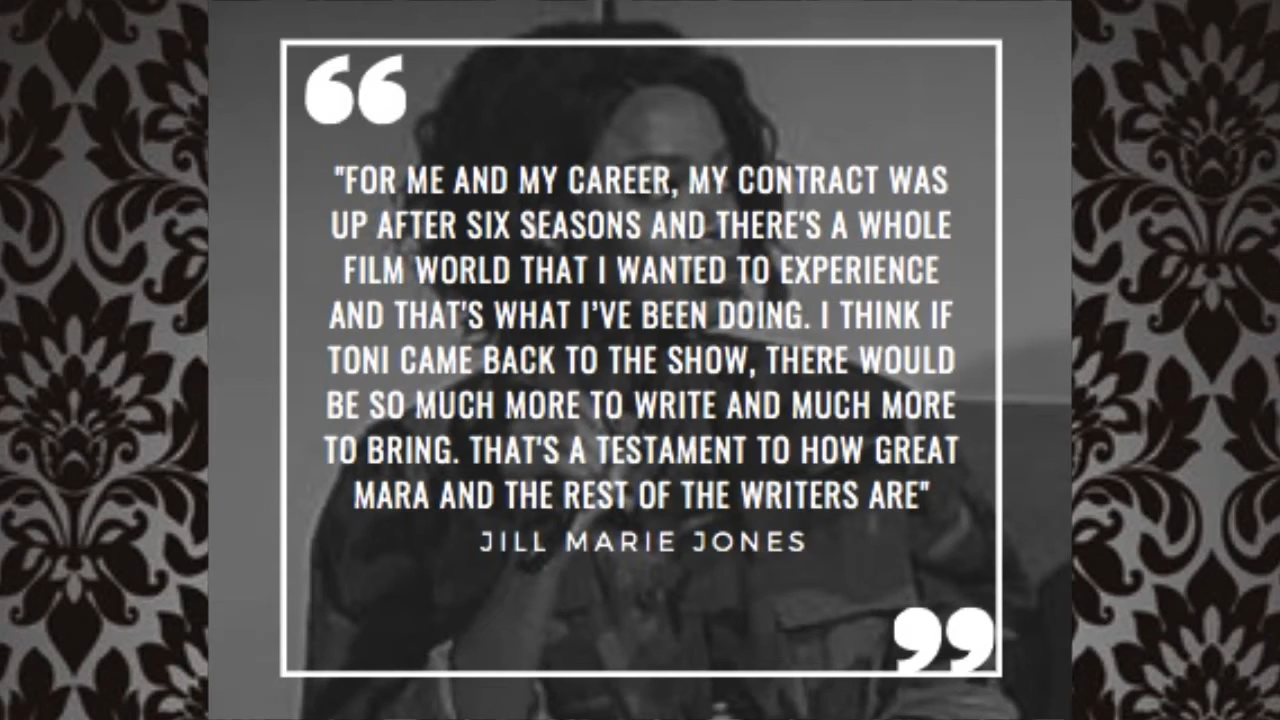 "FOR ME AND MY CAREER, MY CONTRACT WAS
UP AFTER SIX SEASONS AND THERE'S A WHOLE
FILM WORLD THAT I WANTED TO EXPERIENCE
AND THAT'S WHAT I’VE BEEN DOING. I THINK IF
TONI CAME BACK TO THE SHOW, THERE WOULD
BE SO MUCH MORE TO WRITE AND MUCH MORE
TO BRING. THAT'S A TESTAMENT TO HOW GREAT
MARA AND THE REST OF THE WRITERS ARE"
JILL MARIE JONES